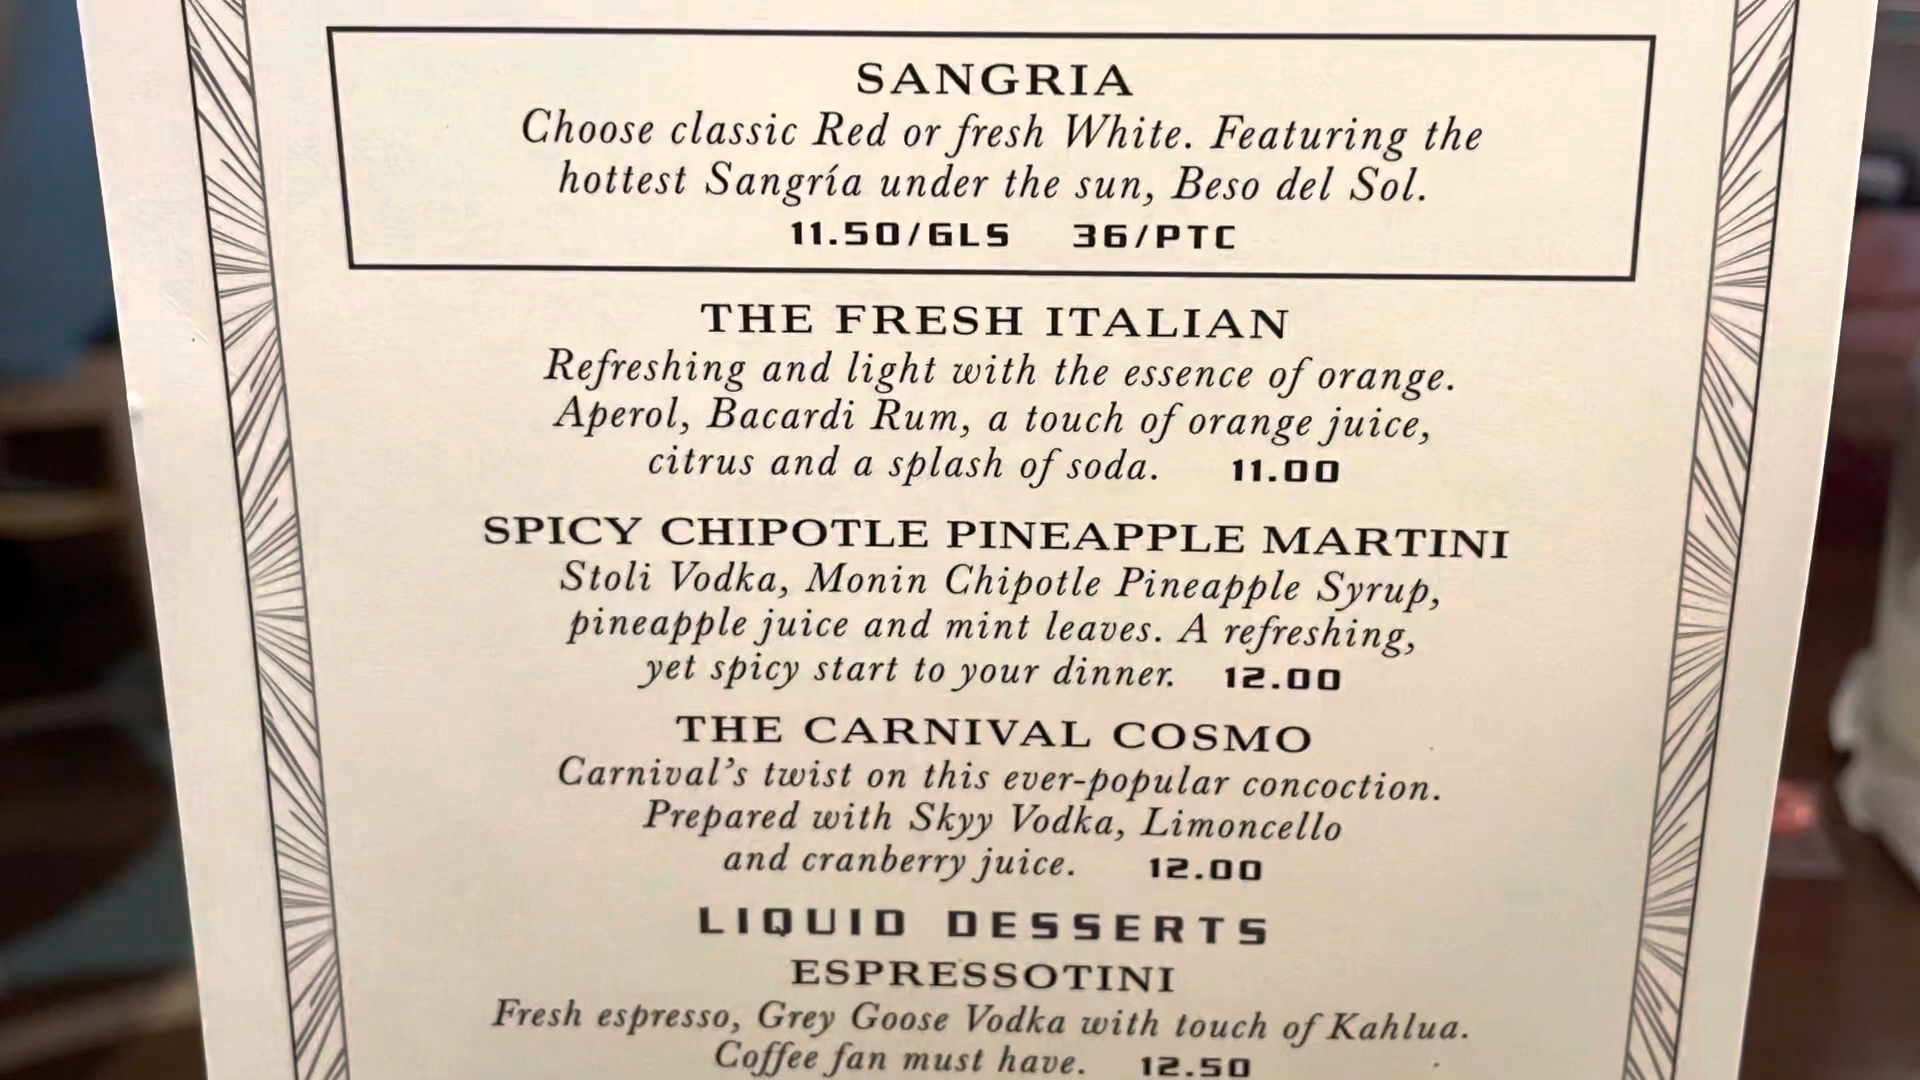 SANGRIA
Choose classic Red or fresh White. Featuring the
hottest Sangría under the sun, Beso del Sol.
11.50/GLS 36/PTC
THE FRESH ITALIAN
Refreshing and light with the essence of orange.
Aperol, Bacardi Rum, a touch of orange juice,
citrus and a splash of soda. 11.00
SPICY CHIPOTLE PINEAPPLE MARTINI
Stoli Vodka, Monin Chipotle Pineapple Syrup,
pineapple juice and mint leaves. A refreshing,
yet spicy start to your dinner. 12.00
THE CARNIVAL COSMO
Carnival's twist on this ever-popular concoction.
Prepared with Skyy Vodka, Limoncello
and cranberry juice. 12.00
LIQUID DESSERTS
ESPRESSOTINI
Fresh espresso, Grey Goose Vodka with touch of Kahlua.
Coffee fan must have. 12.50